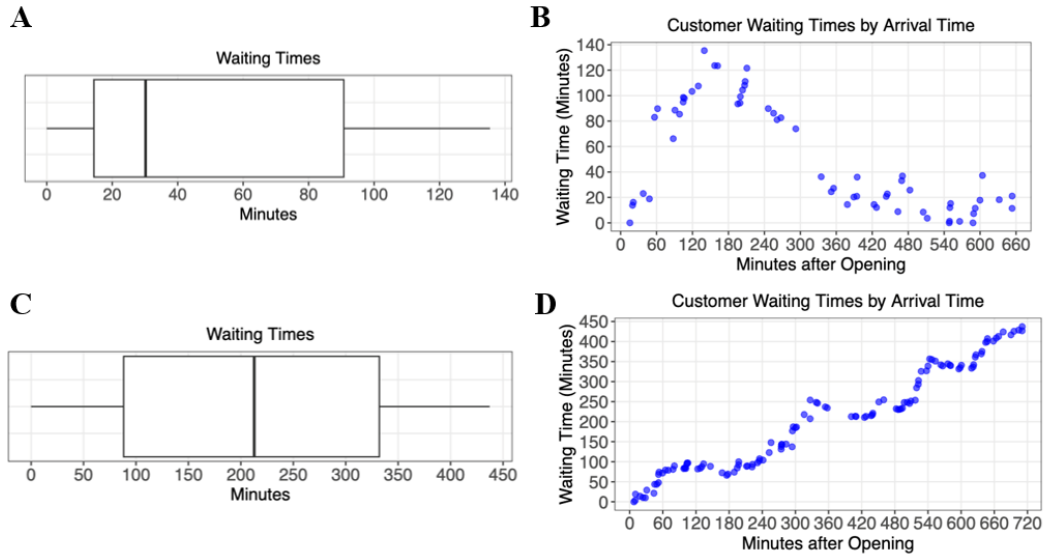 A
Waiting Times
0 20 40 60 80 100 120 140
Minutes
B
Customer Waiting Times by Arrival Time
Waiting Time (Minutes)
140
120
100
80
60
40
20
0
0 60 120 180 240 300 360 420 480 540 600 660
Minutes after Opening
C
Waiting Times
0 50 100 150 200 250 300 350 400 450
Minutes
D
Customer Waiting Times by Arrival Time
Waiting Time (Minutes)
450
400
350
300
250
200
150
100
50
0
0 60 120 180 240 300 360 420 480 540 600 660 720
Minutes after Opening